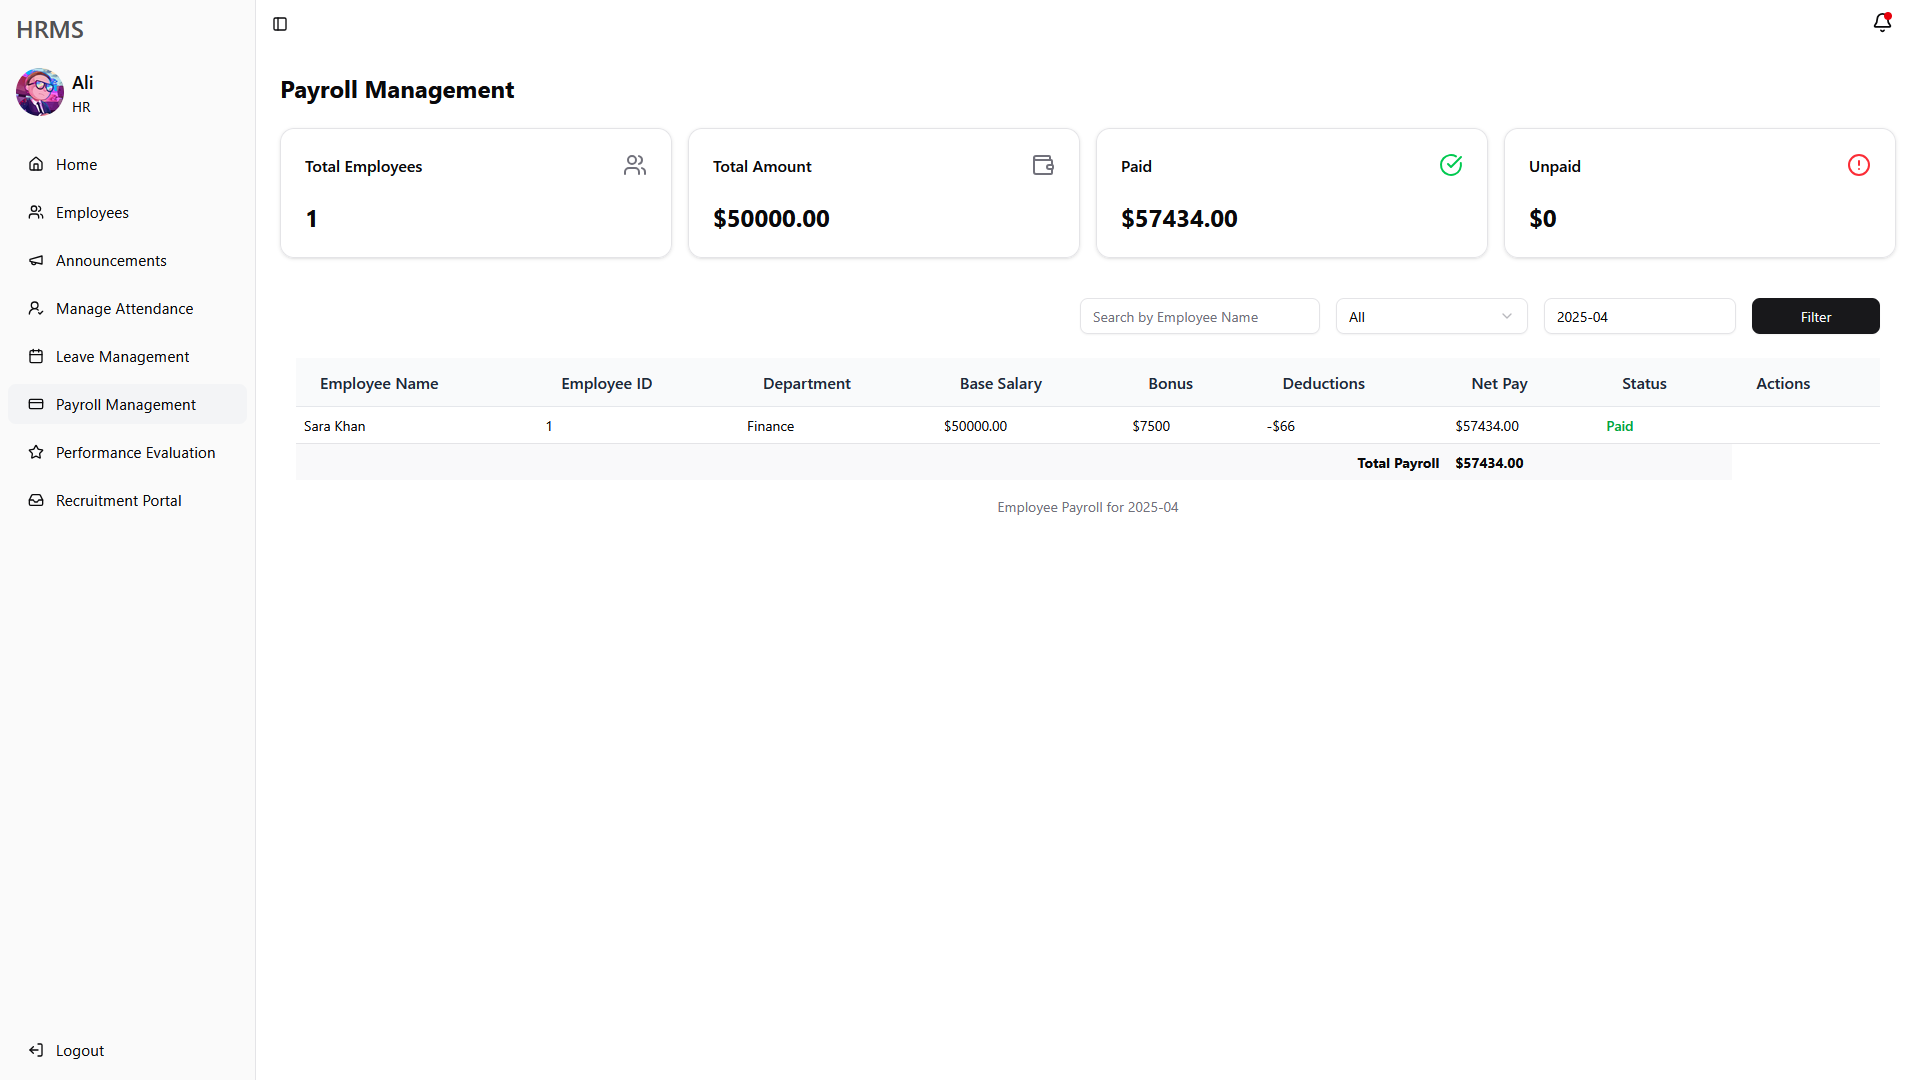 HRMS
Ali
HR
Home
Employees
Announcements
Manage Attendance
Leave Management
Payroll Management
Performance Evaluation
Recruitment Portal
Logout
Payroll Management
Total Employees
1
Total Amount
$50000.00
Paid
$57434.00
Unpaid
$0
Search by Employee Name
All
2025-04
Filter
Employee Name Employee ID Department Base Salary Bonus Deductions Net Pay Status Actions
Sara Khan 1 Finance $50000.00 $7500 -$66 $57434.00 Paid
Total Payroll $57434.00
Employee Payroll for 2025-04